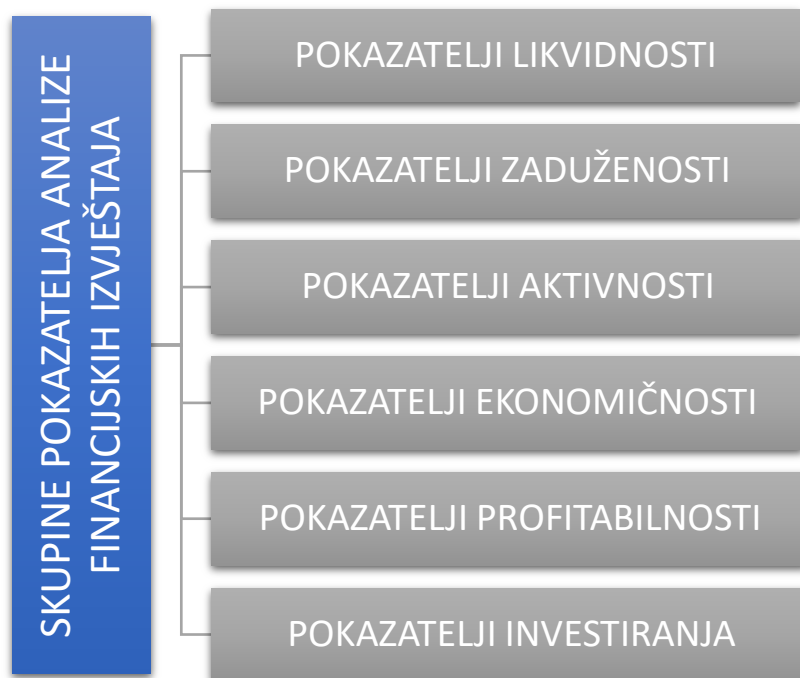 SKUPINE POKAZATELJA ANALIZE
FINANCIJSKIH IZVJEŠTAJA
POKAZATELJI LIKVIDNOSTI
POKAZATELJI ZADUŽENOSTI
POKAZATELJI AKTIVNOSTI
POKAZATELJI EKONOMIČNOSTI
POKAZATELJI PROFITABILNOSTI
POKAZATELJI INVESTIRANJA